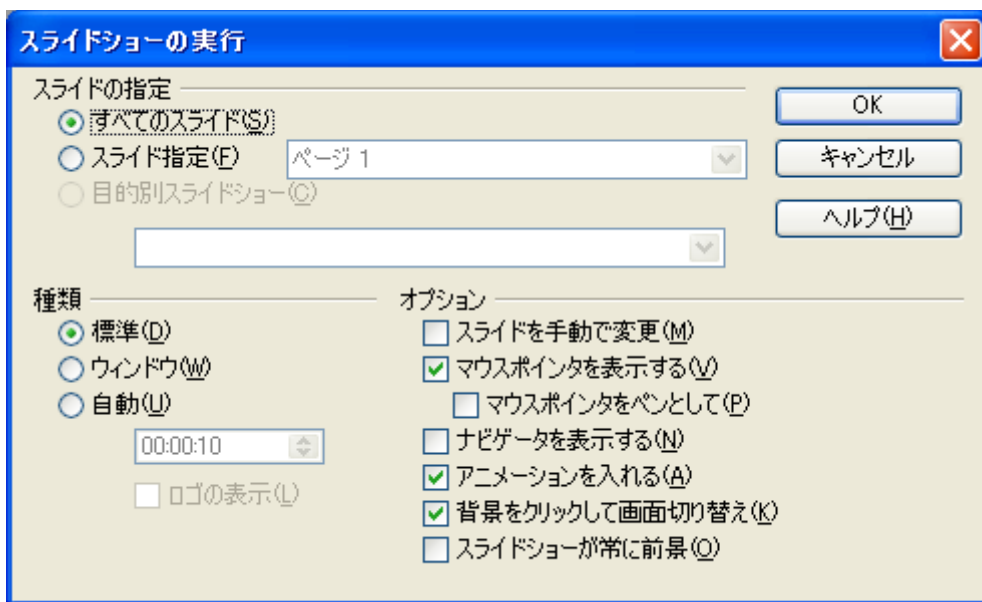 スライドショーの実行
スライドの指定
すべてのスライド(S)
スライド指定(F)
ページ 1
目的別スライドショー(C)
OK
キャンセル
ヘルプ(H)
種類
標準(D)
ウィンドウ(W)
自動(U)
00:00:10
ロゴの表示(L)
オプション
スライドを手動で変更(M)
マウスポインタを表示する(V)
マウスポインタをペンとして(P)
ナビゲータを表示する(N)
アニメーションを入れる(A)
背景をクリックして画面切り替え(K)
スライドショーが常に前景(O)